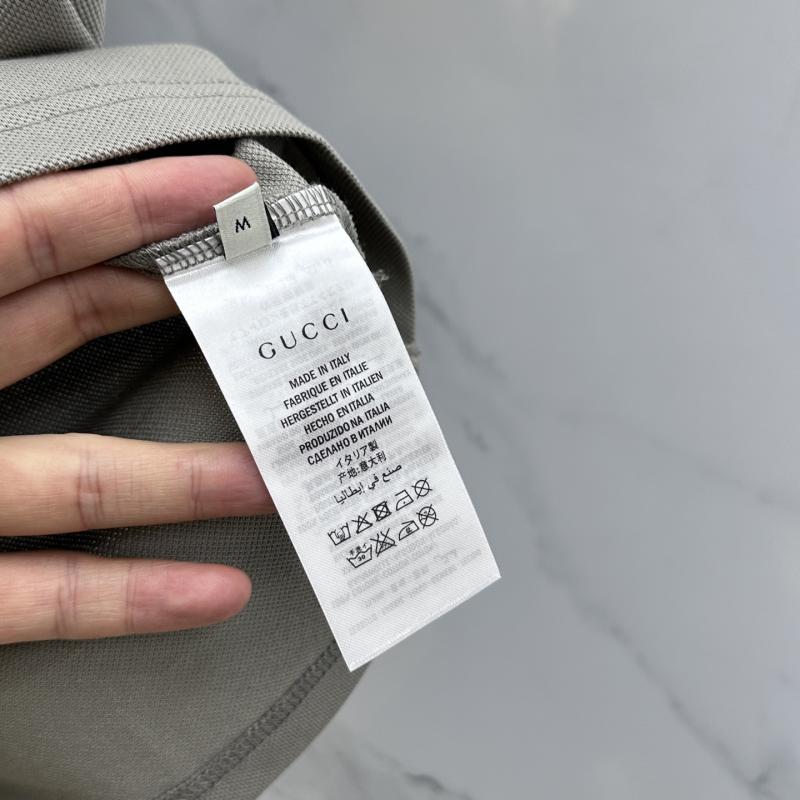 M
GUCCI
MADE IN ITALY
FABRIQUE EN ITALIE
HERGESTELLT IN ITALIEN
HECHO EN ITALIA
PRODUZIDO NA ITALIA
СДЕЛАНО В ИТАЛИИ
イタリア製
产地:意大利
صنع في إيطاليا